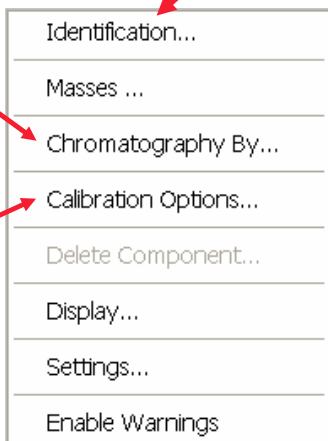 Identification...
Masses ...
Chromatography By...
Calibration Options...
Delete Component...
Display...
Settings...
Enable Warnings